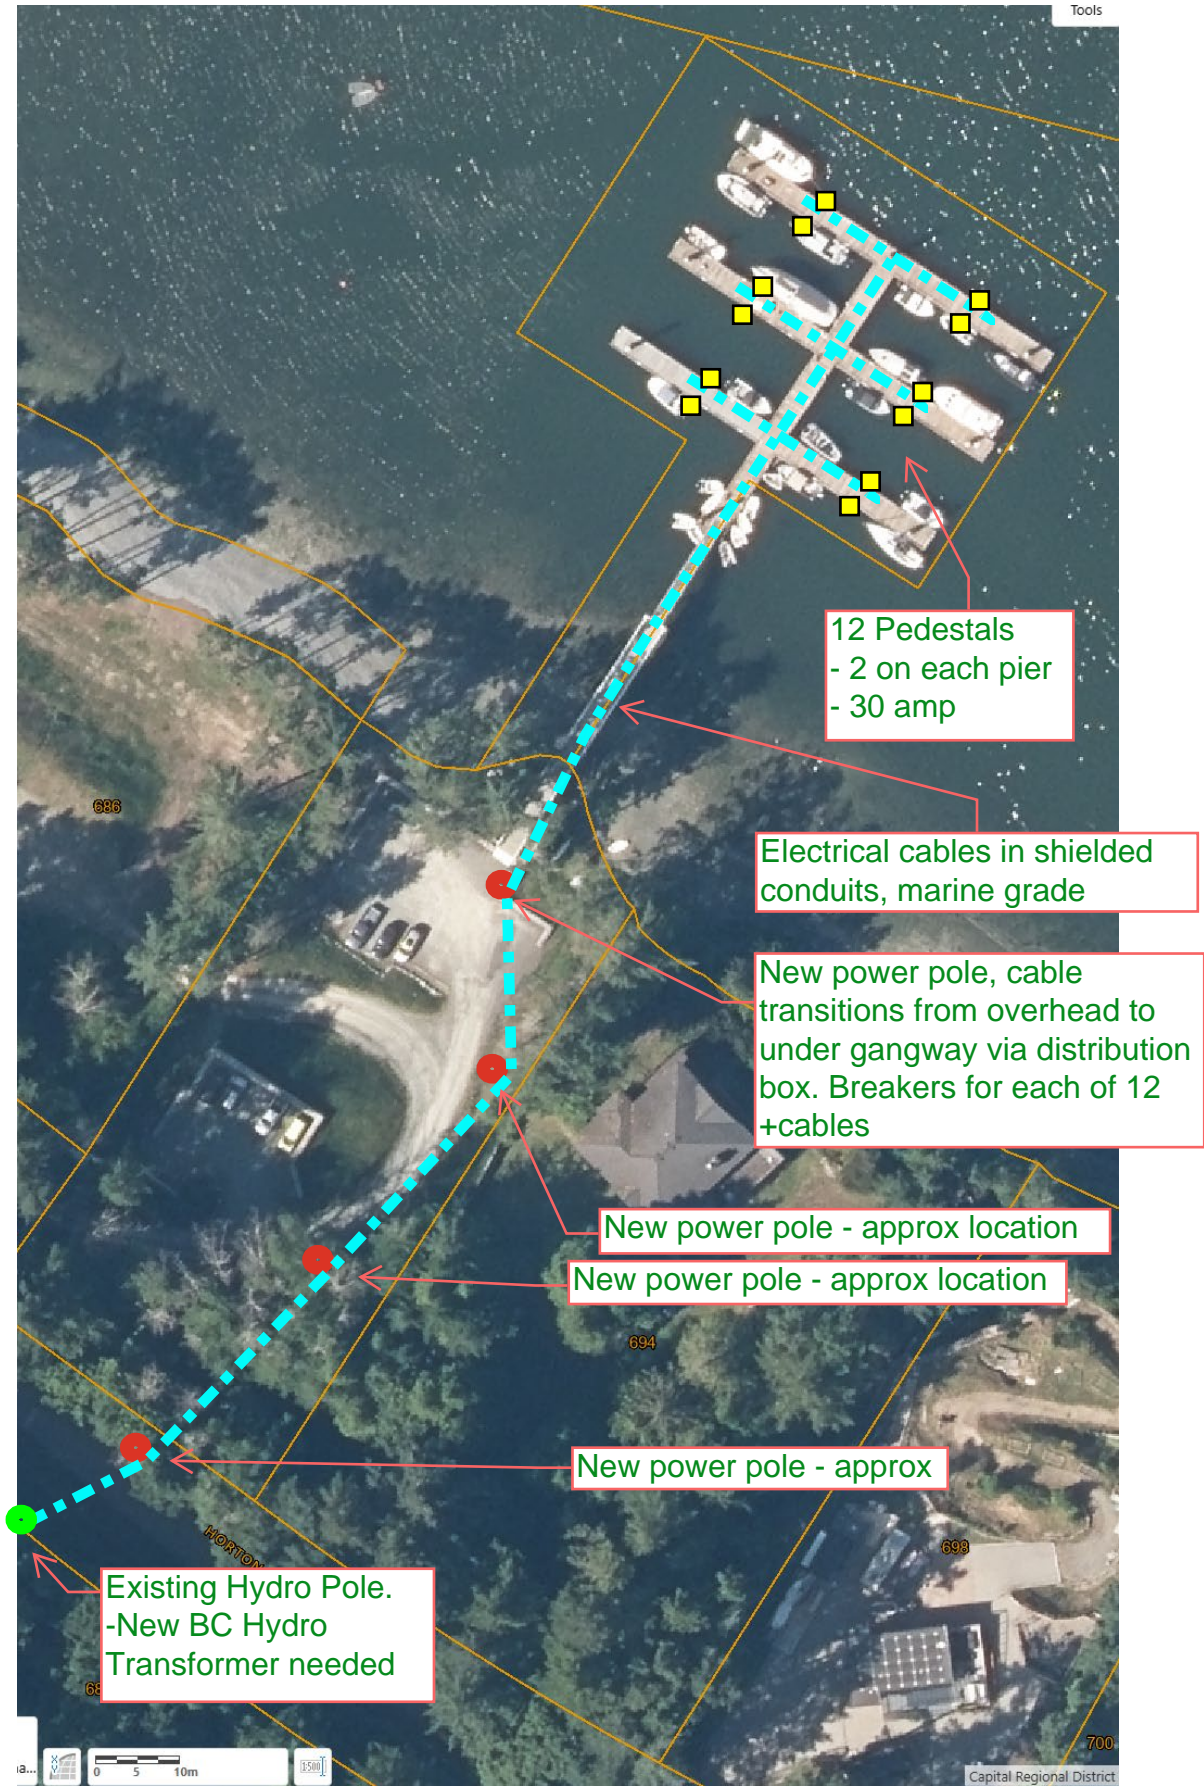 Tools
12 Pedestals
- 2 on each pier
- 30 amp
686
Electrical cables in shielded
conduits, marine grade
New power pole, cable
transitions from overhead to
under gangway via distribution
box. Breakers for each of 12
+cables
New power pole - approx location
New power pole - approx location
694
New power pole - approx
HORTON
698
Existing Hydro Pole.
-New BC Hydro
Transformer needed
700
0 5 10m
1:500
Capital Regional District